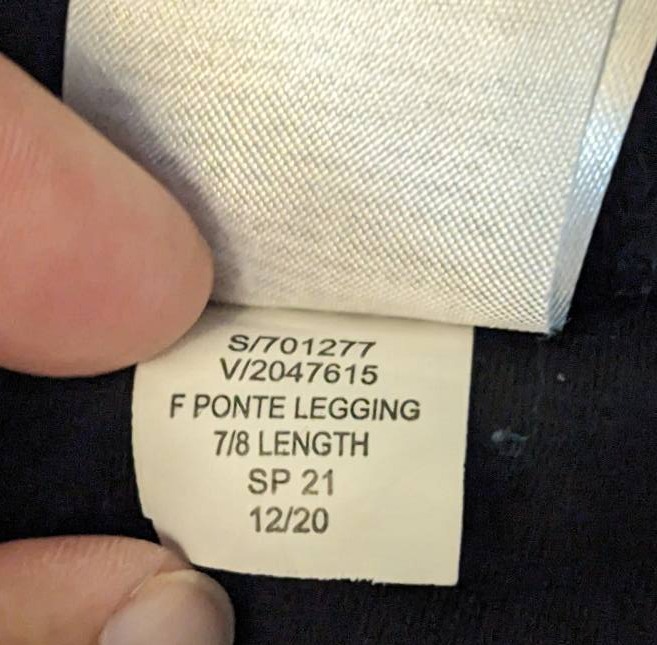 S/701277
V/2047615
F PONTE LEGGING
7/8 LENGTH
SP 21
12/20